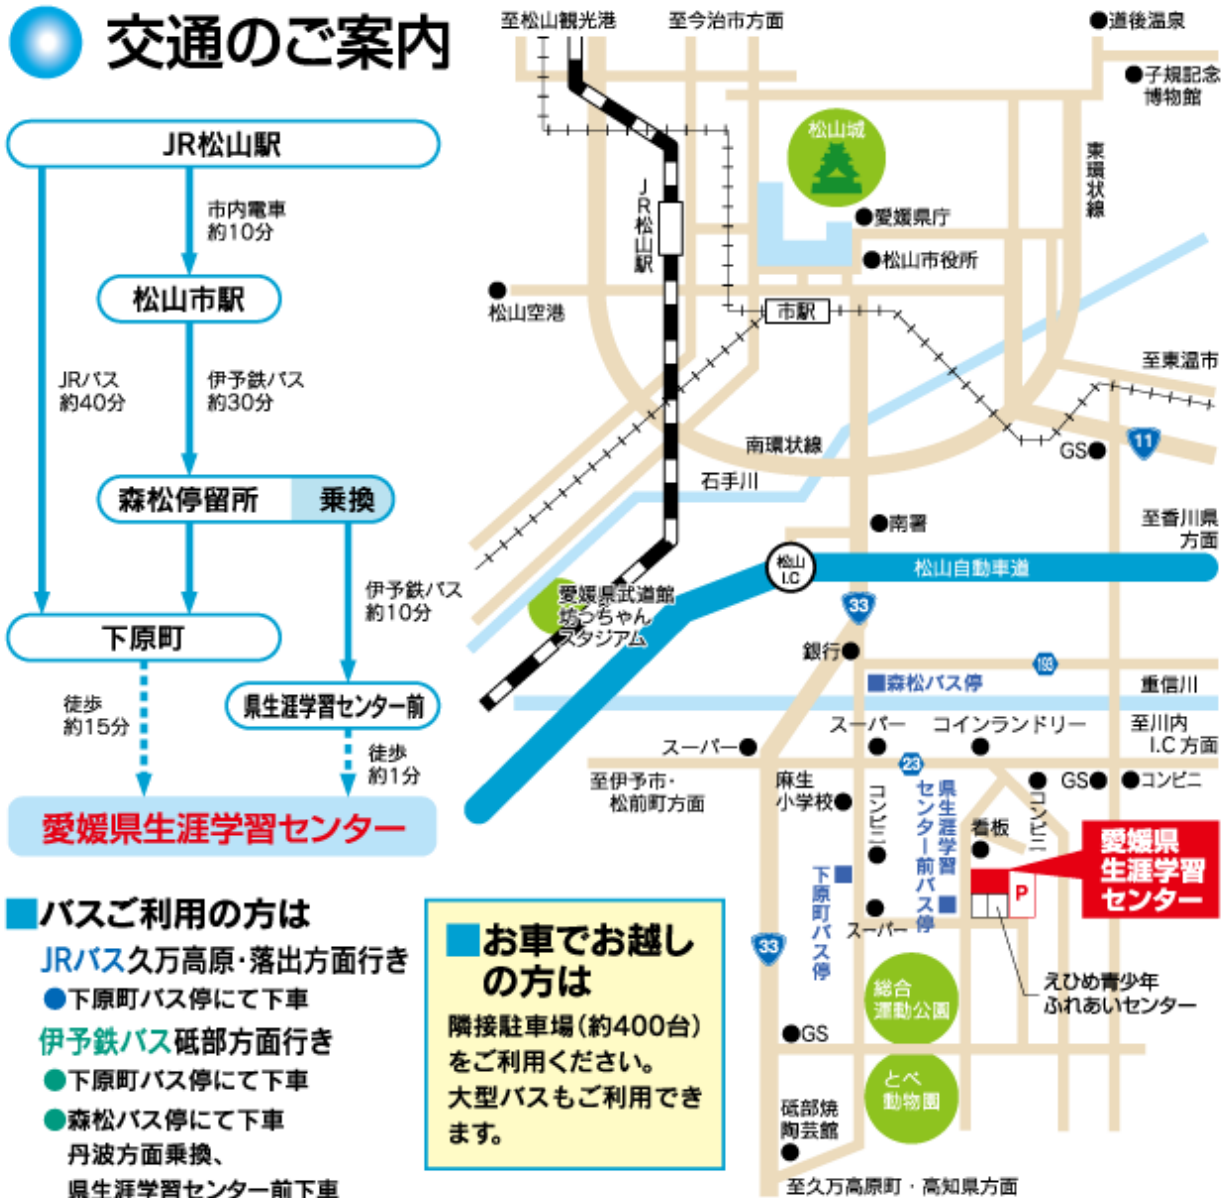 交通のご案内
JR松山駅
市内電車
約10分
松山市駅
JRバス
約40分
伊予鉄バス
約30分
森松停留所
乗換
伊予鉄バス
約10分
下原町
県生涯学習センター前
徒歩
約15分
徒歩
約1分
愛媛県生涯学習センター
■バスご利用の方は
JRバス久万高原・落出方面行き
●下原町バス停にて下車
伊予鉄バス砥部方面行き
●下原町バス停にて下車
●森松バス停にて下車
丹波方面乗換、
県生涯学習センター前下車
■お車でお越し
の方は
隣接駐車場(約400台)
をご利用ください。
大型バスもご利用でき
ます。
至松山観光港
至今治市方面
●道後温泉
●子規記念
博物館
松山城
東環状線
JR松山駅
●愛媛県庁
●松山市役所
松山空港
市駅
至東温市
南環状線
GS●
11
石手川
●南署
至香川県
方面
松山
I.C
松山自動車道
愛媛県武道館
坊っちゃん
スタジアム
33
銀行●
193
■森松バス停
重信川
スーパー
コインランドリー
至川内
I.C方面
スーパー●
23
至伊予市・
松前町方面
麻生
小学校●
コンビニ
県生涯学習
センター前バス停
コンビニ
GS●
●コンビニ
看板
愛媛県
生涯学習
センター
P
下原町バス停
スーパー
33
総合
運動公園
えひめ青少年
ふれあいセンター
●GS
とべ
動物園
砥部焼
陶芸館
至久万高原町・高知県方面